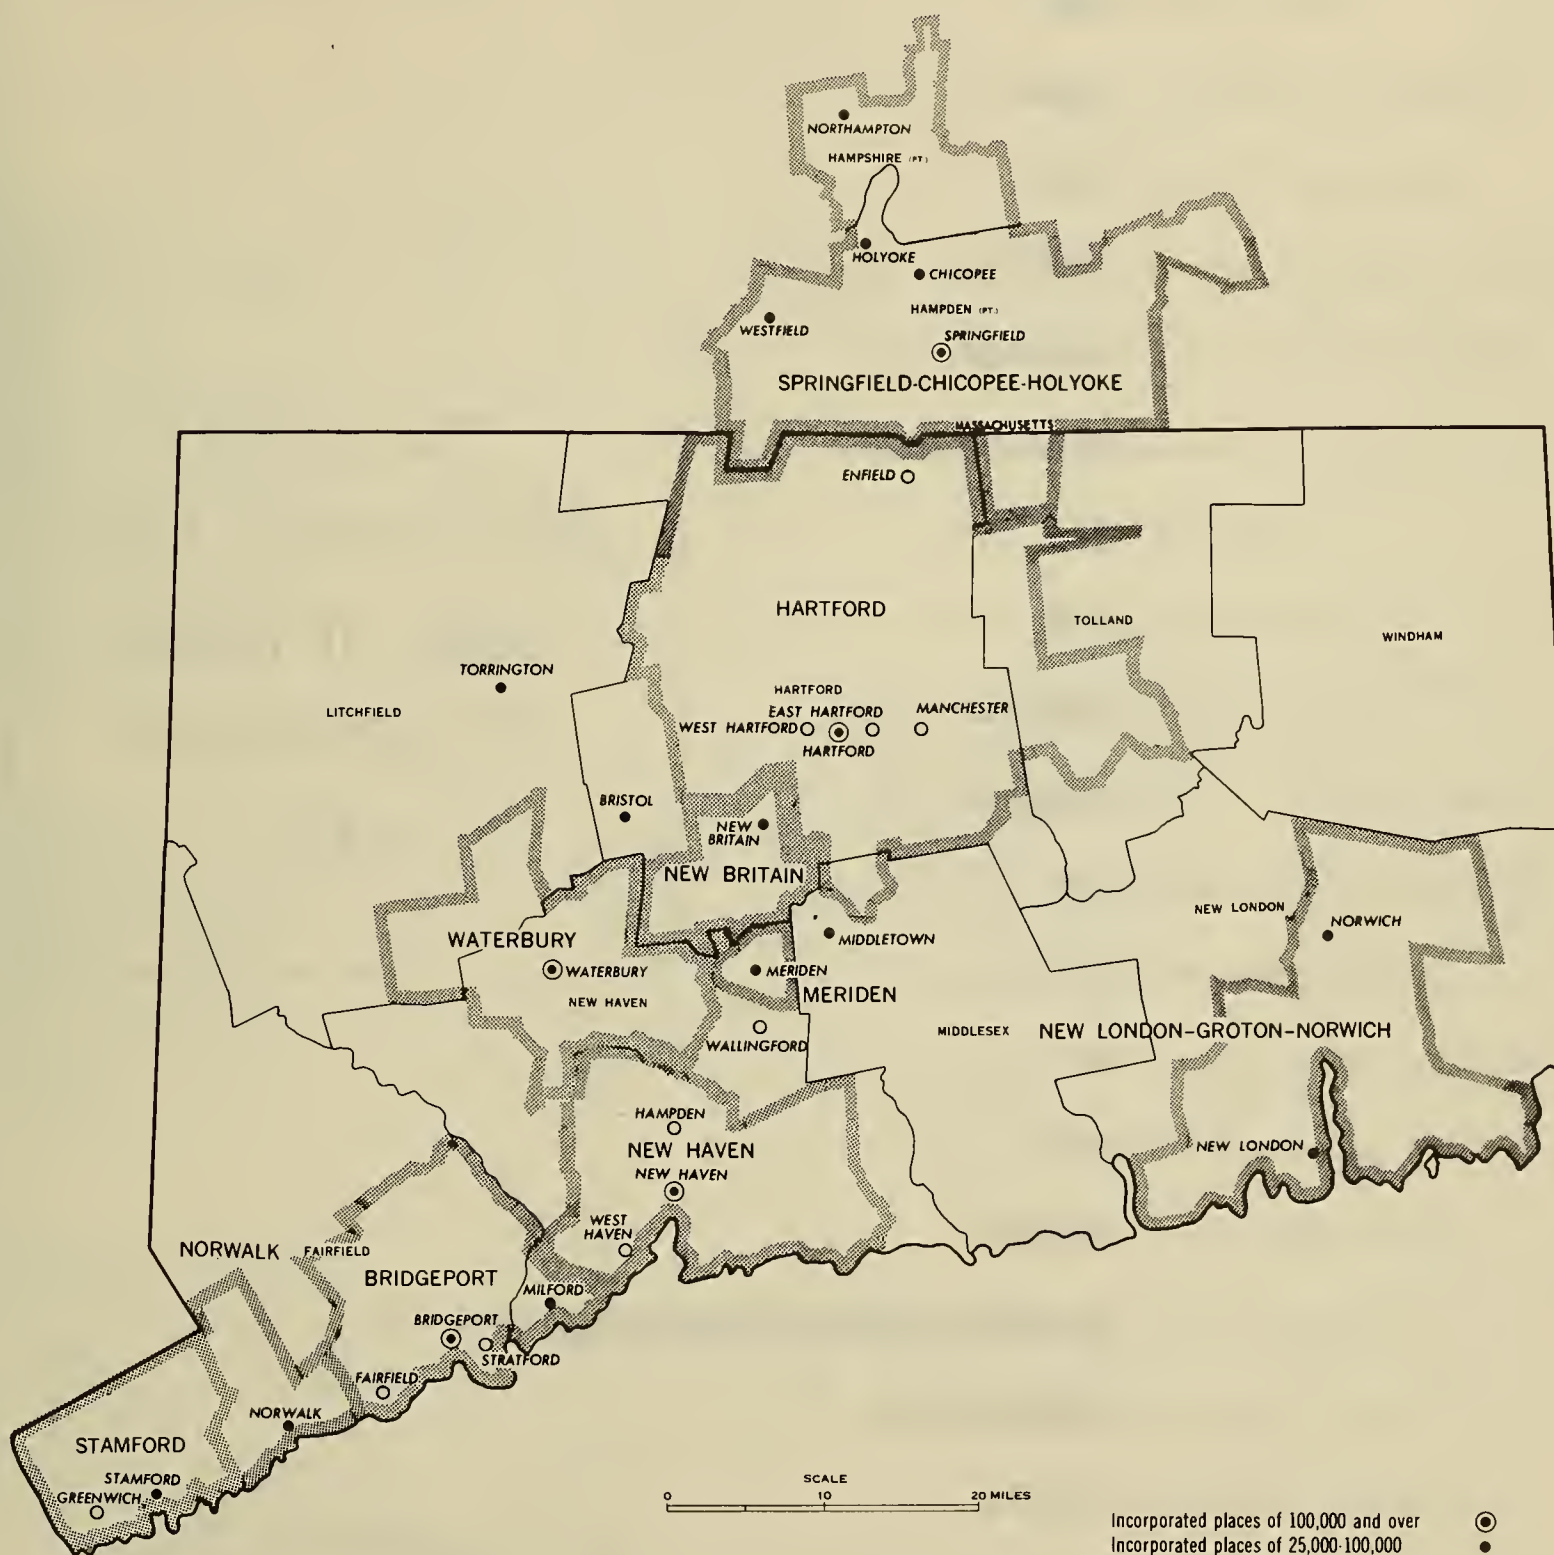 NORTHAMPTON
HAMPSHIRE (PT.)
HOLYOKE
CHICOPEE
HAMPDEN (PT.)
WESTFIELD
SPRINGFIELD
SPRINGFIELD-CHICOPEE-HOLYOKE
MASSACHUSETTS
ENFIELD
HARTFORD
TOLLAND
WINDHAM
TORRINGTON
LITCHFIELD
HARTFORD
EAST HARTFORD
MANCHESTER
WEST HARTFORD
HARTFORD
BRISTOL
NEW
BRITAIN
NEW BRITAIN
NEW LONDON
NORWICH
WATERBURY
MIDDLETOWN
WATERBURY
MERIDEN
NEW HAVEN
MERIDEN
MIDDLESEX
NEW LONDON-GROTON-NORWICH
WALLINGFORD
HAMPDEN
NEW HAVEN
NEW LONDON
NEW HAVEN
WEST
HAVEN
NORWALK
FAIRFIELD
BRIDGEPORT
MILFORD
BRIDGEPORT
STRATFORD
FAIRFIELD
NORWALK
STAMFORD
STAMFORD
GREENWICH
SCALE
0 10 20 MILES
Incorporated places of 100,000 and over
Incorporated places of 25,000-100,000